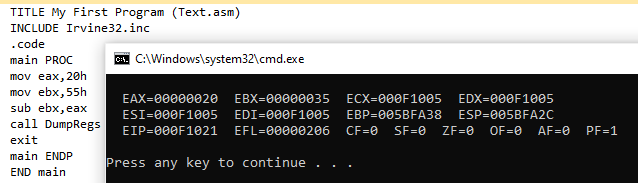 TITLE My First Program (Text.asm)
INCLUDE Irvine32.inc
.code
main PROC
mov eax,20h
mov ebx,55h
sub ebx,eax
call DumpRegs
exit
main ENDP
END main
C:\Windows\system32\cmd.exe
EAX=00000020 EBX=00000035 ECX=000F1005 EDX=000F1005
ESI=000F1005 EDI=000F1005 EBP=005BFA38 ESP=005BFA2C
EIP=000F1021 EFL=00000206 CF=0 SF=0 ZF=0 OF=0 AF=0 PF=1
Press any key to continue . . .